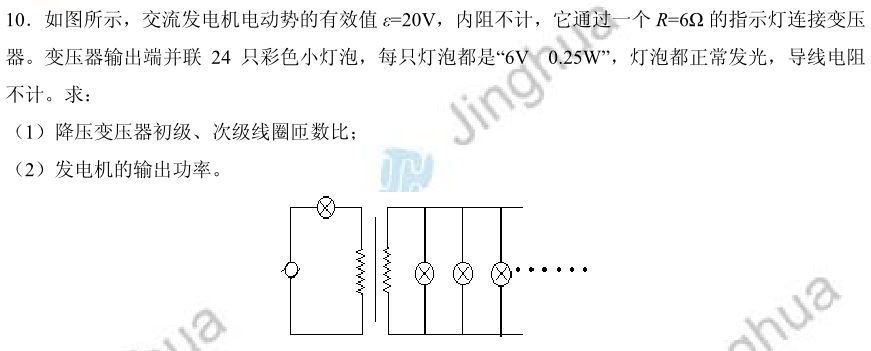 10．如图所示，交流发电机电动势的有效值 ε=20V，内阻不计，它通过一个 R=6Ω 的指示灯连接变压
器。变压器输出端并联 24 只彩色小灯泡，每只灯泡都是“6V 0.25W”，灯泡都正常发光，导线电阻
不计。求：
（1）降压变压器初级、次级线圈匝数比；
（2）发电机的输出功率。
Jinghua
hua
ghua